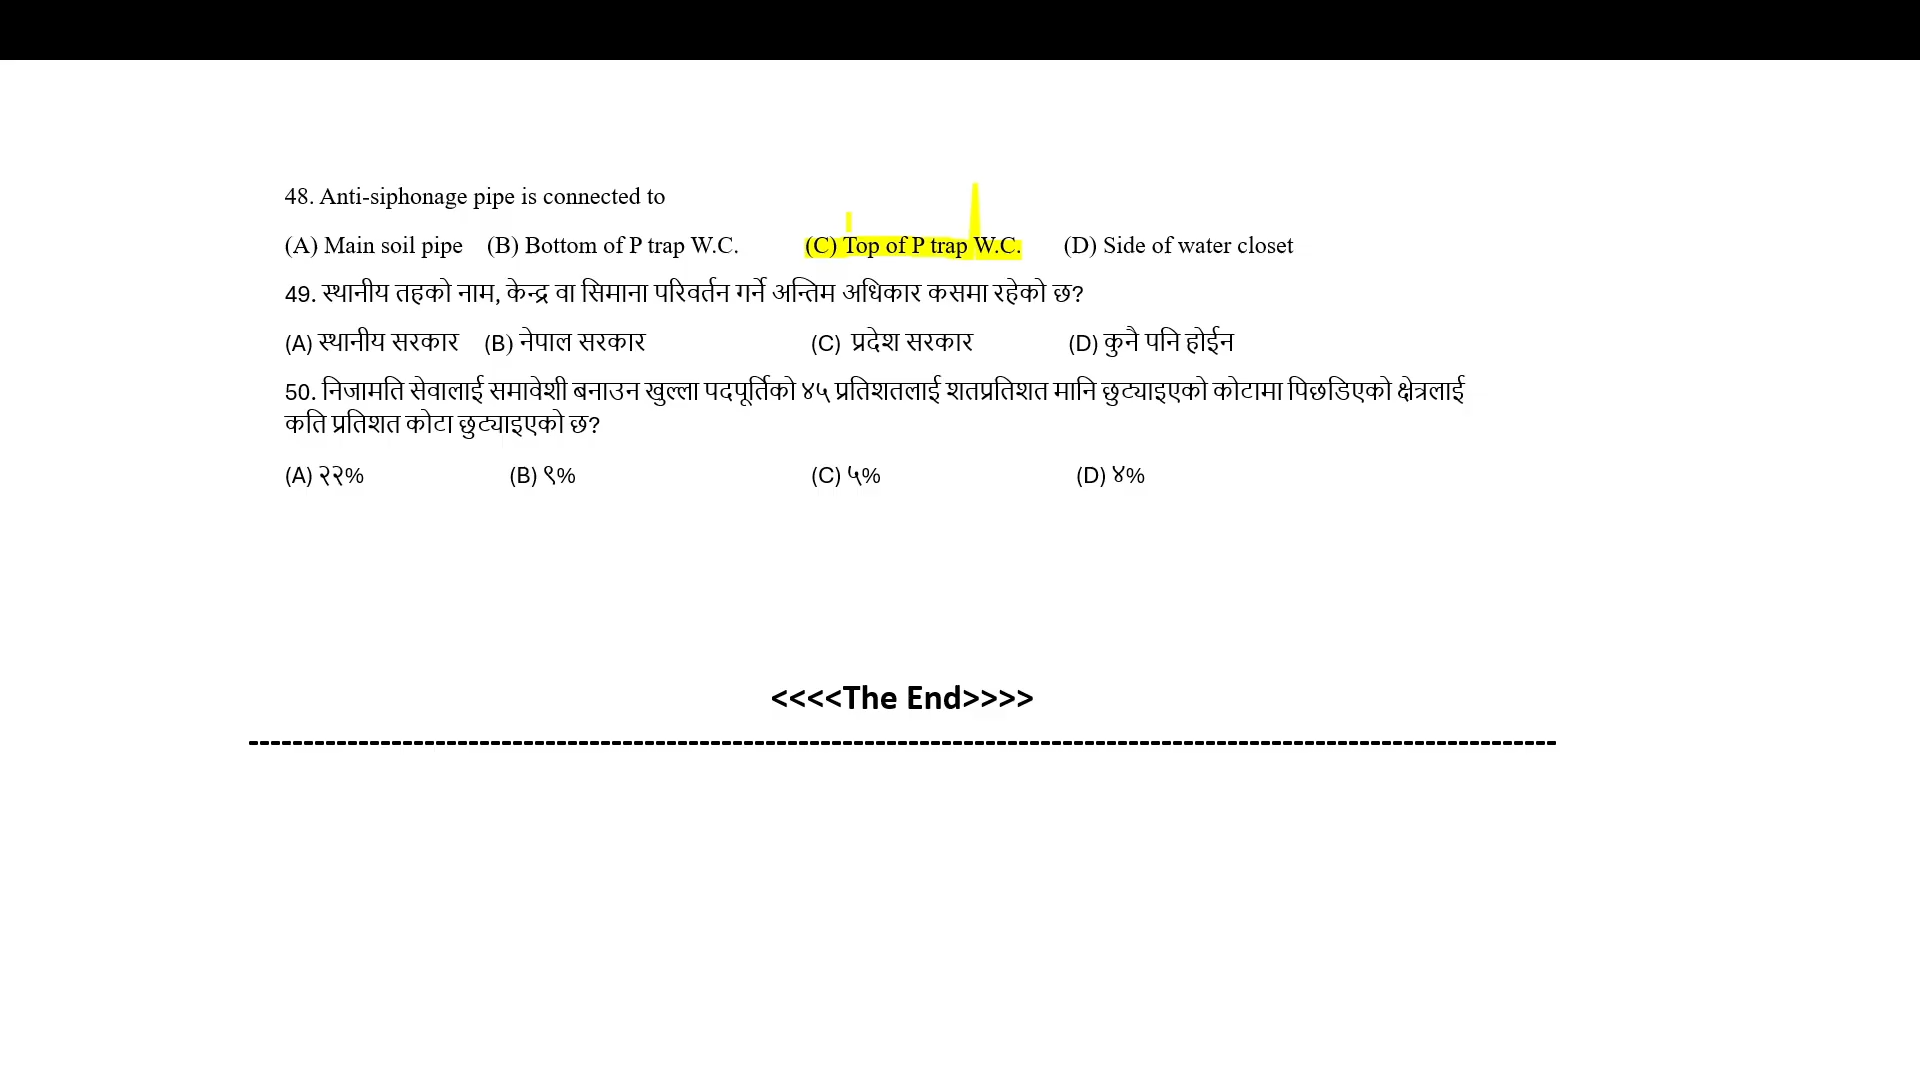 48. Anti-siphonage pipe is connected to
(A) Main soil pipe (B) Bottom of P trap W.C. (C) Top of P trap W.C. (D) Side of water closet
49. स्थानीय तहको नाम, केन्द्र वा सिमाना परिवर्तन गर्ने अन्तिम अधिकार कसमा रहेको छ?
(A) स्थानीय सरकार (B) नेपाल सरकार (C) प्रदेश सरकार (D) कुनै पनि होईन
50. निजामति सेवालाई समावेशी बनाउन खुल्ला पदपूर्तिको ४५ प्रतिशतलाई शतप्रतिशत मानि छुट्याइएको कोटामा पिछडिएको क्षेत्रलाई
कति प्रतिशत कोटा छुट्याइएको छ?
(A) २२% (B) ९% (C) ५% (D) ४%
<<<<The End>>>>
-----------------------------------------------------------------------------------------------------------------------